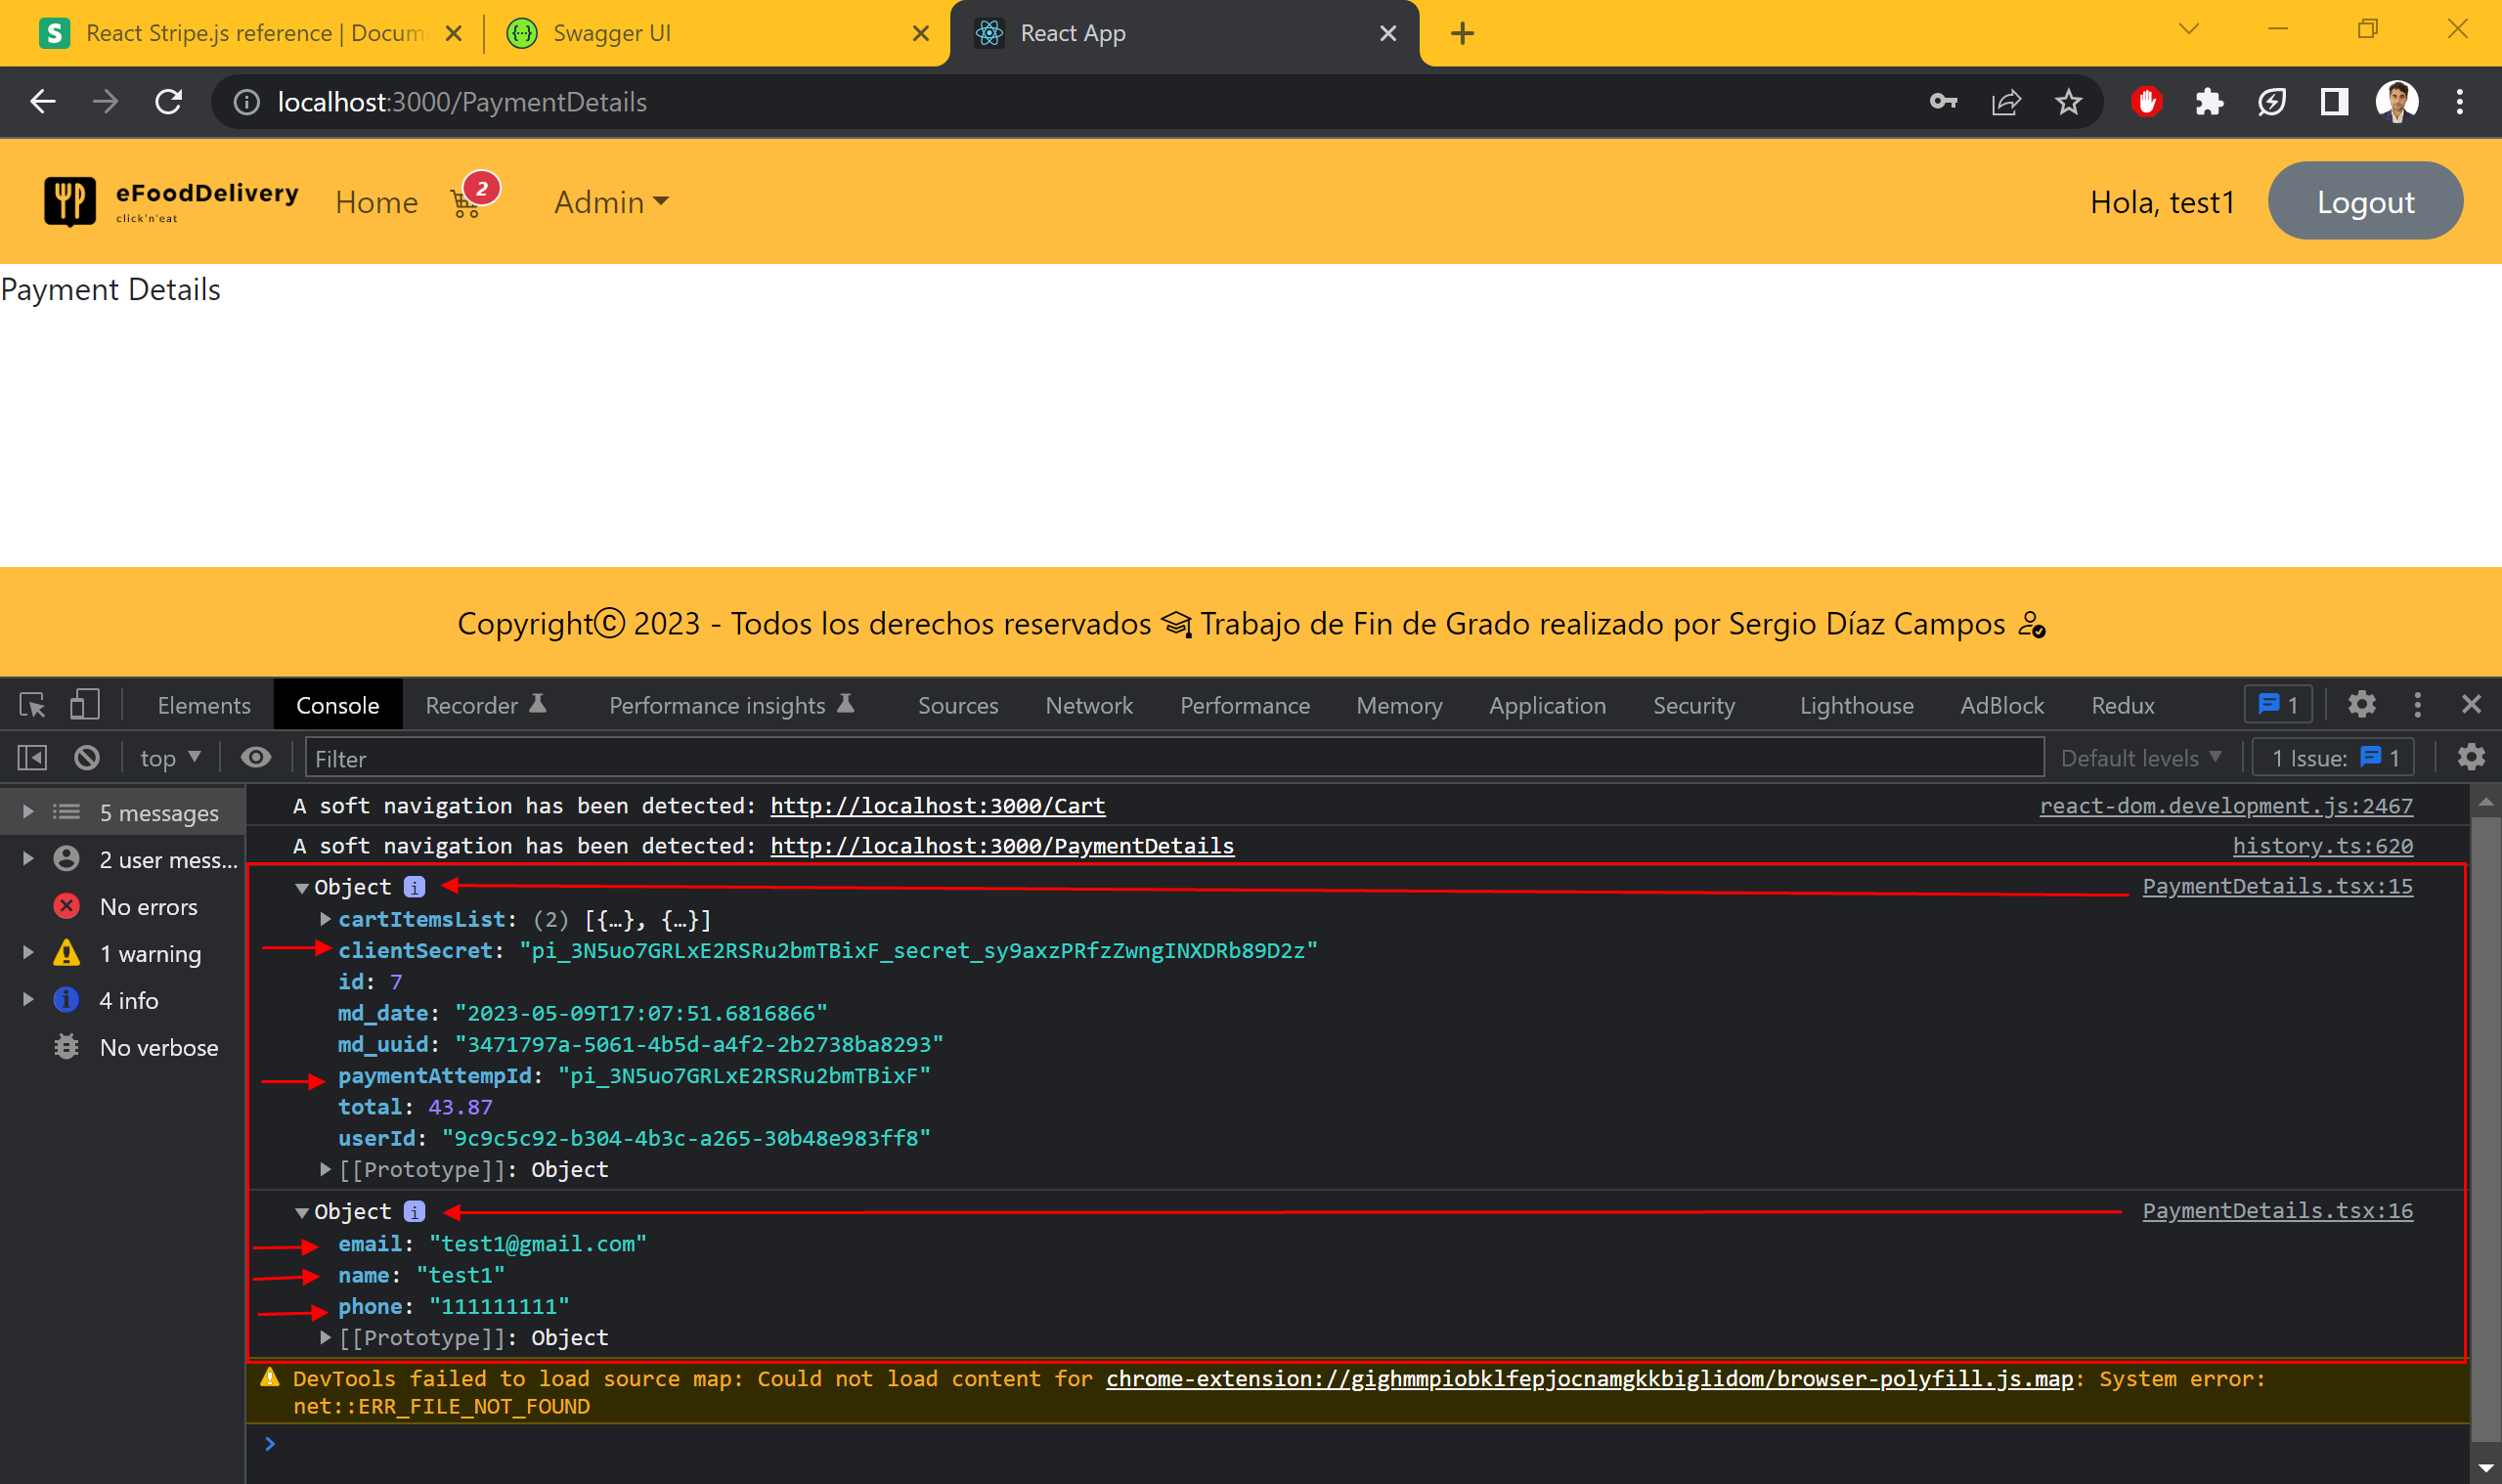 React Stripe.js reference | Docum
Swagger UI
React App
localhost:3000/PaymentDetails
eFoodDelivery
click'n'eat
Home
2
Admin
Hola, test1
Logout
Payment Details
Copyright© 2023 - Todos los derechos reservados Trabajo de Fin de Grado realizado por Sergio Díaz Campos
Elements
Console
Recorder
Performance insights
Sources
Network
Performance
Memory
Application
Security
Lighthouse
AdBlock
Redux
1
top
Filter
Default levels
1 Issue: 1
5 messages
2 user mess...
No errors
1 warning
4 info
No verbose
A soft navigation has been detected: http://localhost:3000/Cart react-dom.development.js:2467
A soft navigation has been detected: http://localhost:3000/PaymentDetails history.ts:620
Object i PaymentDetails.tsx:15
cartItemsList: (2) [{…}, {…}]
clientSecret: "pi_3N5uo7GRLxE2RSRu2bmTBixF_secret_sy9axzPRfzZwngINXDRb89D2z"
id: 7
md_date: "2023-05-09T17:07:51.6816866"
md_uuid: "3471797a-5061-4b5d-a4f2-2b2738ba8293"
paymentAttempId: "pi_3N5uo7GRLxE2RSRu2bmTBixF"
total: 43.87
userId: "9c9c5c92-b304-4b3c-a265-30b48e983ff8"
[[Prototype]]: Object
Object i PaymentDetails.tsx:16
email: "test1@gmail.com"
name: "test1"
phone: "111111111"
[[Prototype]]: Object
DevTools failed to load source map: Could not load content for chrome-extension://gighmmpiobklfepjocnamgkkbiglidom/browser-polyfill.js.map: System error:
net::ERR_FILE_NOT_FOUND